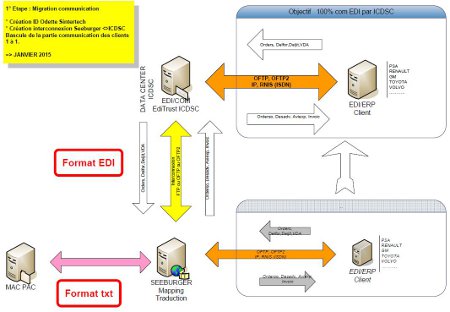 1° Etape : Migration communication
* Création ID Odette Simertech
* Création interconnexion Seeburger <>ICDSC
Bascule de la partie communication des clients
1 à 1.
=> JANVIER 2015
Objectif 100% com EDI par ICDSC
Orders, Delfor,Deljit,VDA
OFTP, OFTP2
IP, RNIS (ISDN)
PSA
RENAULT
GM
TOYOTA
VOLVO
EDI/ERP
Client
DATA CENTER
ICDSC
EDI/COM
EdiTrust ICDSC
Ordersp, Desadv, Aviexp, Invoic
Format EDI
Orders, Delfor,Deljit,VDA
Interconnexion
FTP ou OFTP ou OFTP2
Ordersp, Desadv, Aviexp, Invoic
Orders,
Delfor,Deljit,VDA
OFTP, OFTP2
IP, RNIS (ISDN)
Ordersp, Desadv, Aviexp,
Invoic
PSA
RENAULT
GM
TOYOTA
VOLVO
EDI/ERP
Client
MAC PAC
Format txt
SEEBURGER
Mapping
Traduction